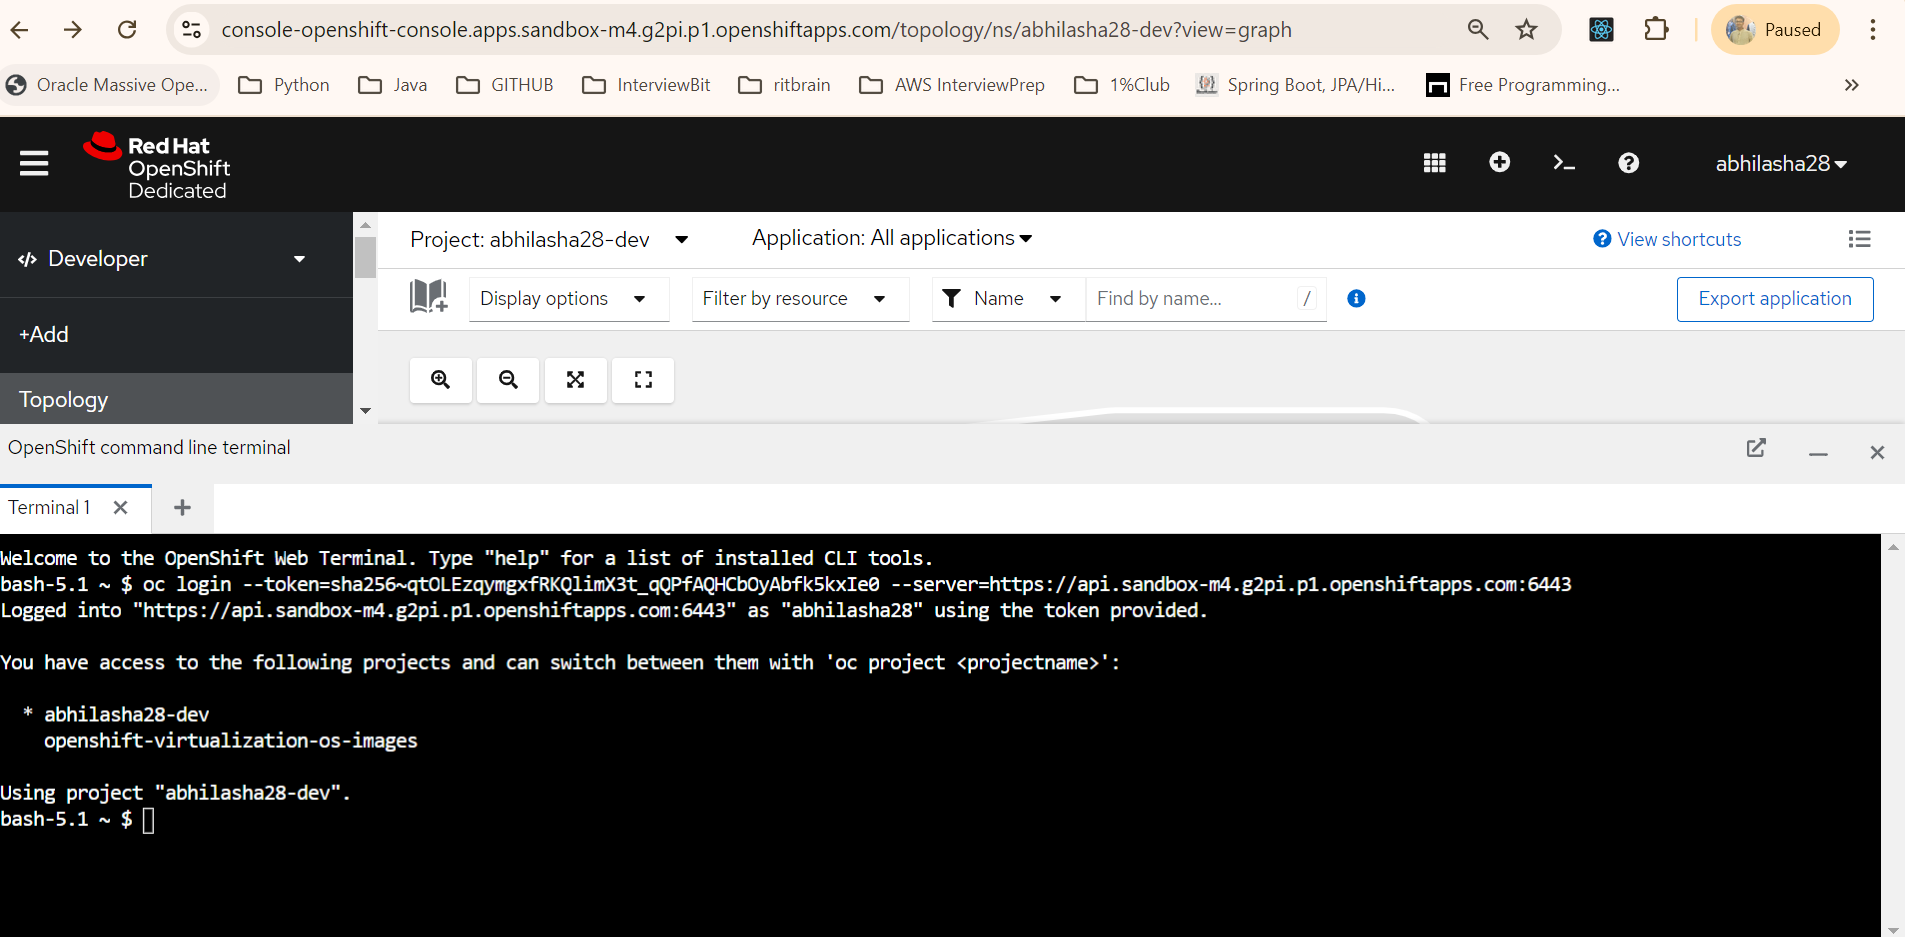 console-openshift-console.apps.sandbox-m4.g2pi.p1.openshiftapps.com/topology/ns/abhilasha28-dev?view=graph
Paused
Oracle Massive Ope...
Python
Java
GITHUB
InterviewBit
ritbrain
AWS InterviewPrep
1%Club
Spring Boot, JPA/Hi...
Free Programming...
Red Hat
OpenShift
Dedicated
abhilasha28
Developer
Project: abhilasha28-dev
Application: All applications
View shortcuts
Display options
Filter by resource
Name
Find by name...
/
Export application
+Add
Topology
OpenShift command line terminal
Terminal 1
Welcome to the OpenShift Web Terminal. Type "help" for a list of installed CLI tools.
bash-5.1 ~ $ oc login --token=sha256~qtOLEzqymgxfRKQlimX3t_qQPfAQHCbOyAbfk5kxIe0 --server=https://api.sandbox-m4.g2pi.p1.openshiftapps.com:6443
Logged into "https://api.sandbox-m4.g2pi.p1.openshiftapps.com:6443" as "abhilasha28" using the token provided.
You have access to the following projects and can switch between them with 'oc project <projectname>':
* abhilasha28-dev
openshift-virtualization-os-images
Using project "abhilasha28-dev".
bash-5.1 ~ $